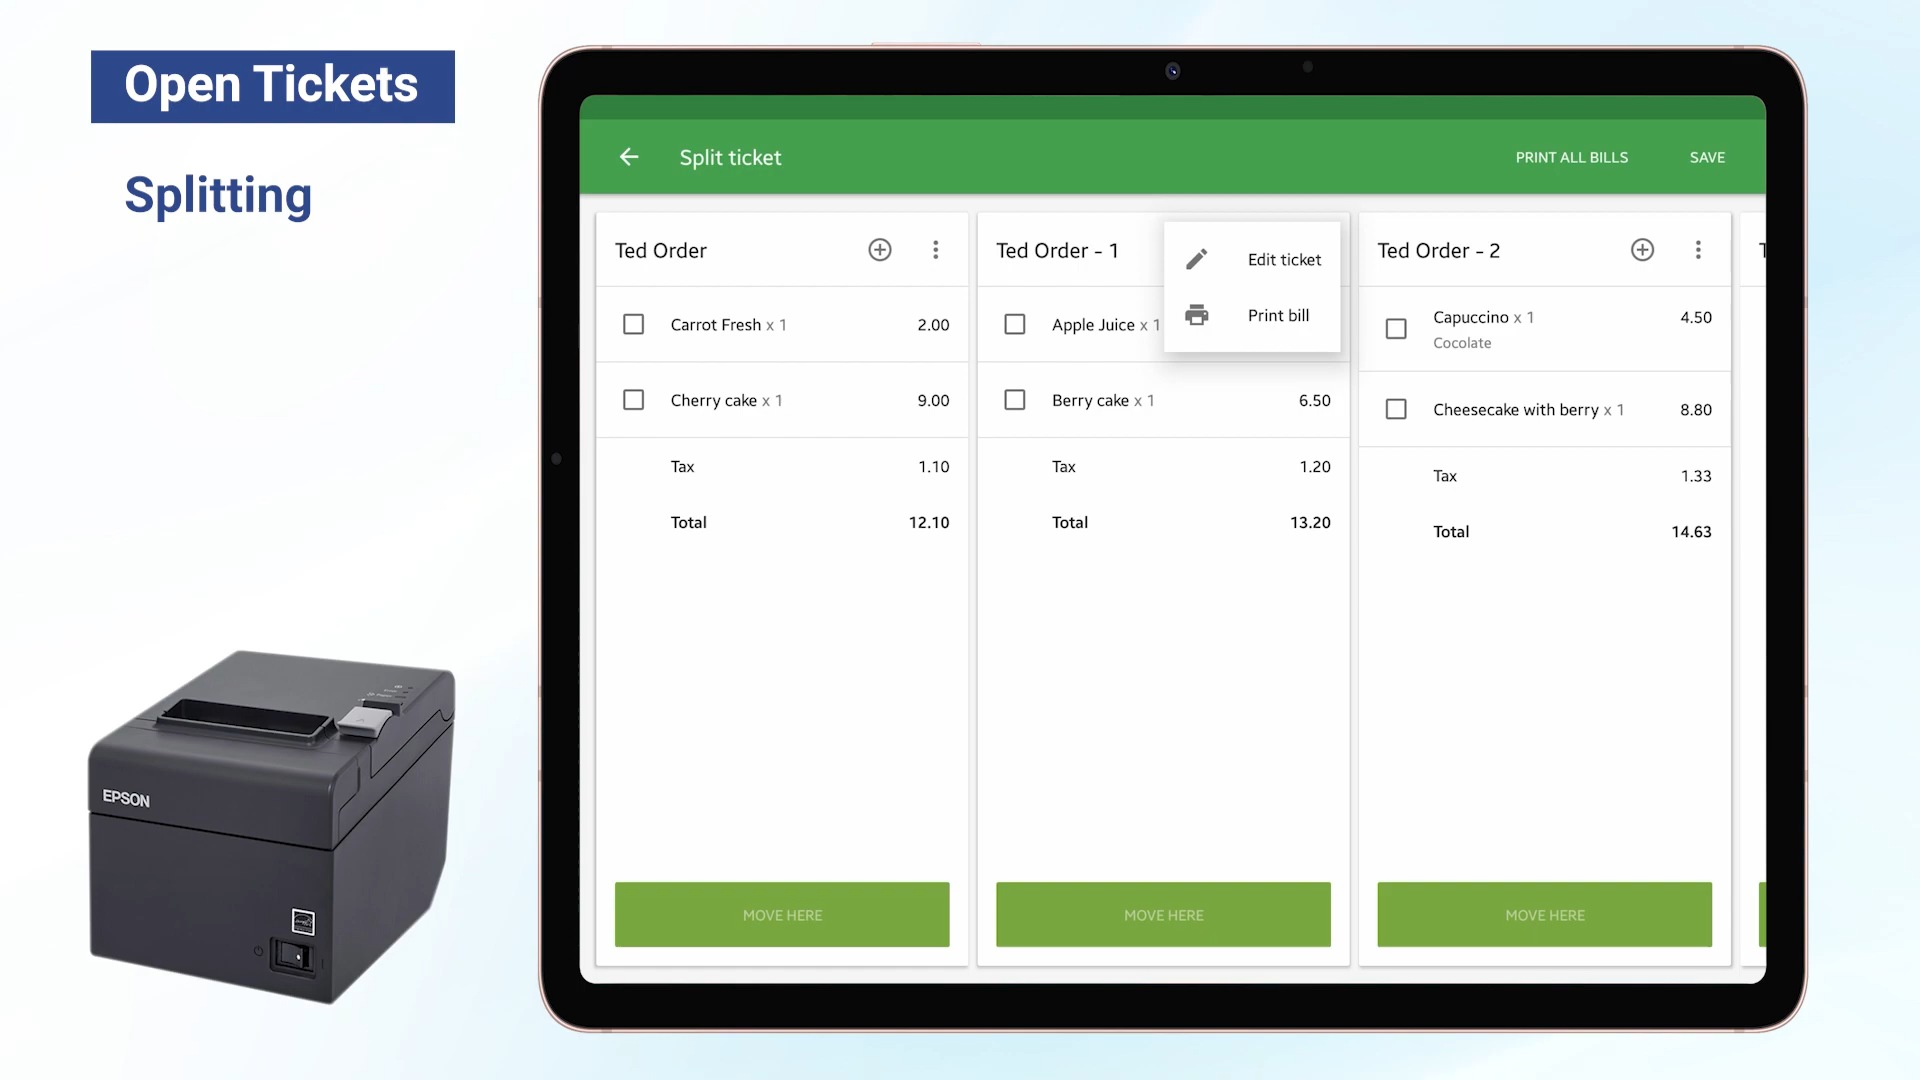 Open Tickets
Splitting
Split ticket
PRINT ALL BILLS
SAVE
Ted Order
Carrot Fresh x 1 2.00
Cherry cake x 1 9.00
Tax 1.10
Total 12.10
MOVE HERE
Ted Order - 1
Edit ticket
Print bill
Apple Juice x 1
Berry cake x 1 6.50
Tax 1.20
Total 13.20
MOVE HERE
Ted Order - 2
Capuccino x 1 4.50
Cocolate
Cheesecake with berry x 1 8.80
Tax 1.33
Total 14.63
MOVE HERE
EPSON